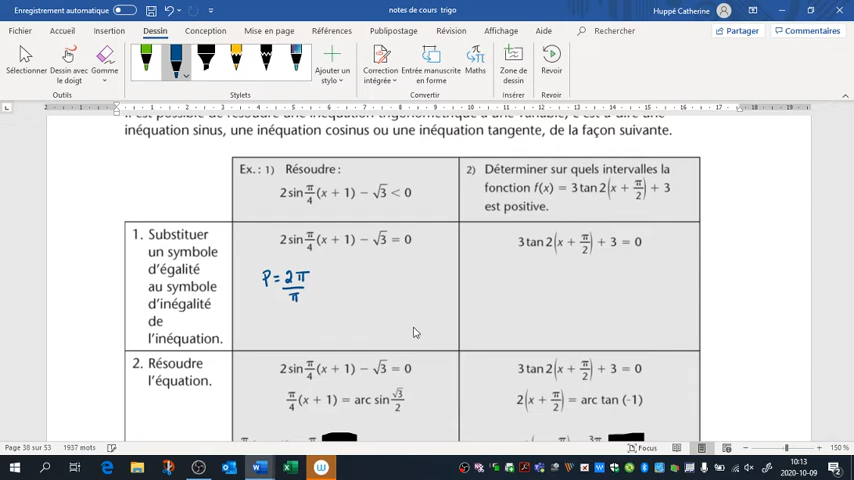 Enregistrement automatique
notes de cours trigo
Huppé Catherine
Fichier Accueil Insertion Dessin Conception Mise en page Références Publipostage Révision Affichage Aide Rechercher
Partager Commentaires
Sélectionner
Dessin avec le doigt
Gomme
Ajouter un stylo
Correction intégrée
Entrée manuscrite en forme
Maths
Zone de dessin
Revoir
Outils Stylets Convertir Insérer Revoir
inéquation sinus, une inéquation cosinus ou une inéquation tangente, de la façon suivante.
Ex. : 1) Résoudre :
2 sin π/4 (x + 1) − √3 < 0
2) Déterminer sur quels intervalles la
fonction f(x) = 3 tan 2(x + π/2) + 3
est positive.
1. Substituer
un symbole
d'égalité
au symbole
d'inégalité
de
l'inéquation.
2 sin π/4 (x + 1) − √3 = 0
P = 2π/π
3 tan 2(x + π/2) + 3 = 0
2. Résoudre
l'équation.
2 sin π/4 (x + 1) − √3 = 0
π/4 (x + 1) = arc sin √3/2
3 tan 2(x + π/2) + 3 = 0
2(x + π/2) = arc tan (-1)
Page 38 sur 53 1937 mots
Focus
150 %
10:13
2020-10-09